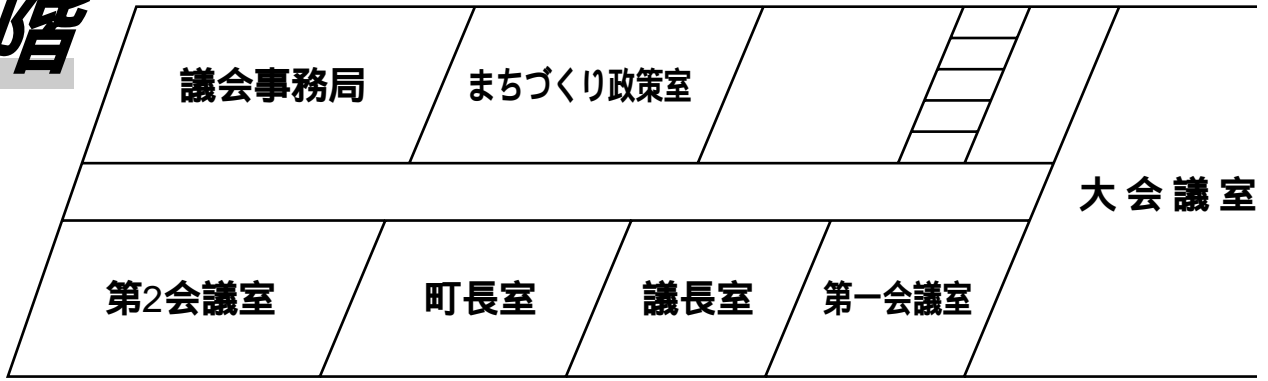 階
議会事務局
まちづくり政策室
大会議室
第2会議室
町長室
議長室
第一会議室